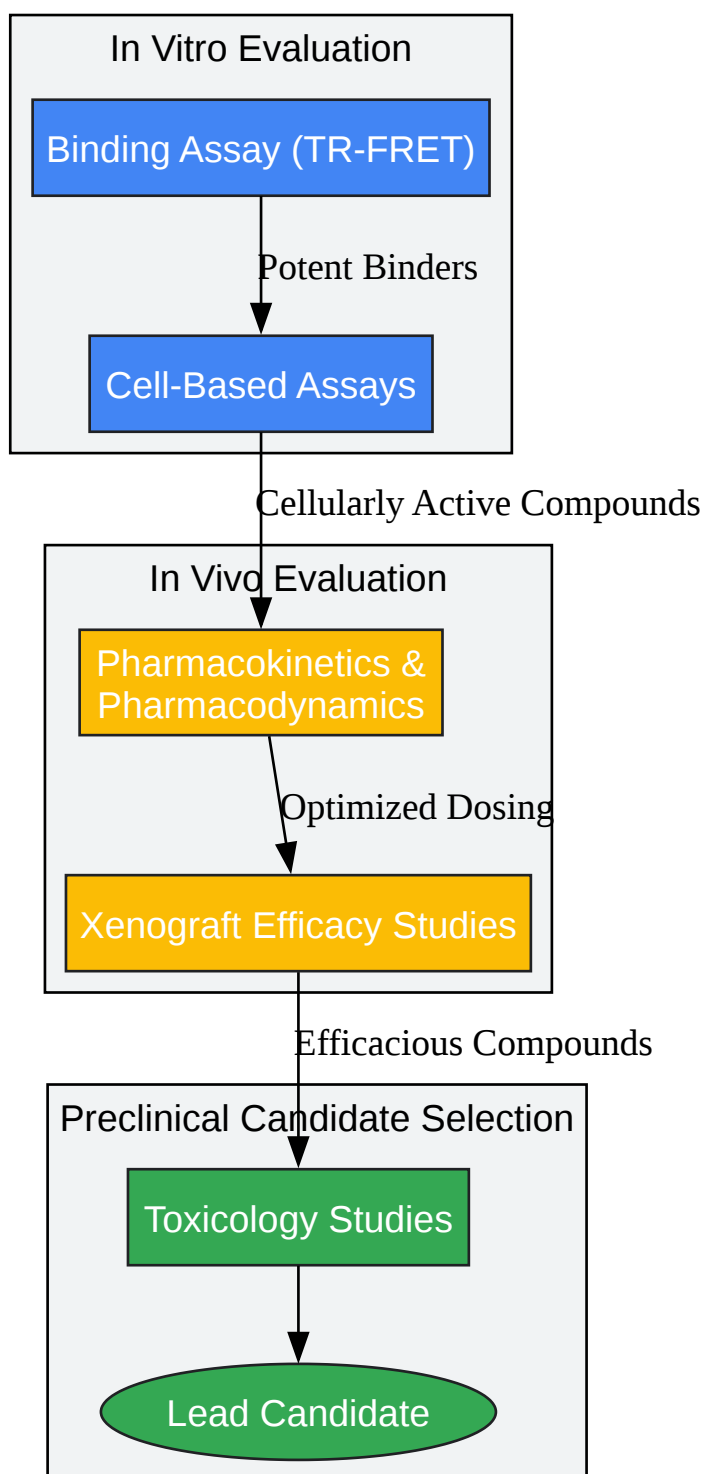 In Vitro Evaluation
Binding Assay (TR-FRET)
Potent Binders
Cell-Based Assays
Cellularly Active Compounds
In Vivo Evaluation
Pharmacokinetics &
Pharmacodynamics
Optimized Dosing
Xenograft Efficacy Studies
Efficacious Compounds
Preclinical Candidate Selection
Toxicology Studies
Lead Candidate